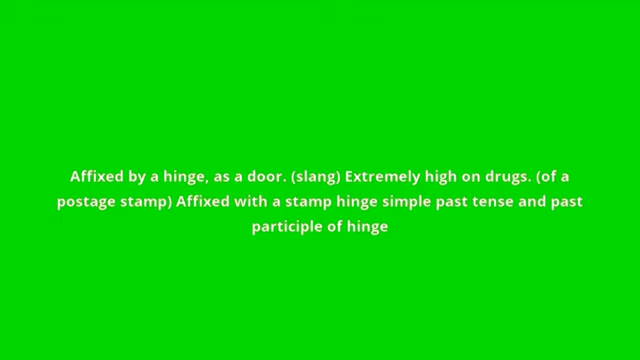 Affixed by a hinge, as a door. (slang) Extremely high on drugs. (of a
postage stamp) Affixed with a stamp hinge simple past tense and past
participle of hinge